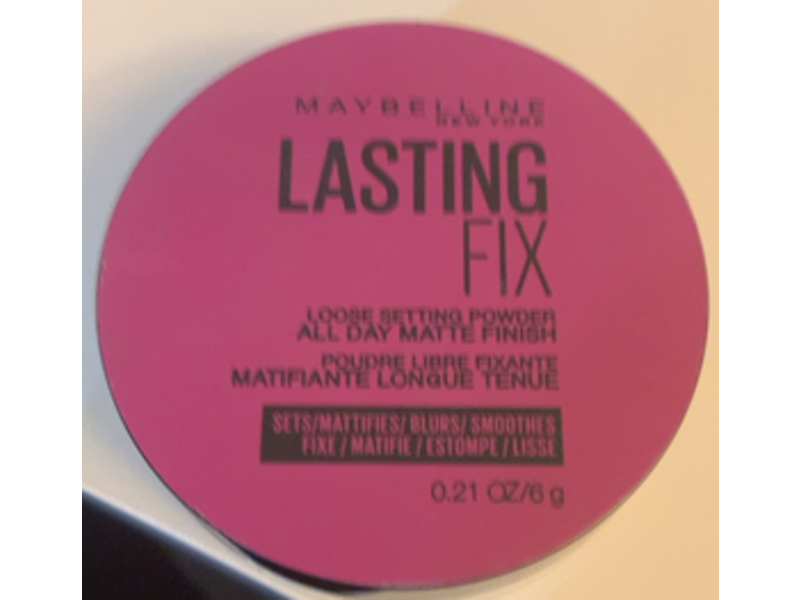 MAYBELLINE
NEW YORK
LASTING
FIX
LOOSE SETTING POWDER
ALL DAY MATTE FINISH
POUDRE LIBRE FIXANTE
MATIFIANTE LONGUE TENUE
SETS/MATTIFIES/ BLURS/ SMOOTHES
FIXE / MATIFIE / ESTOMPE / LISSE
0.21 OZ/6 g